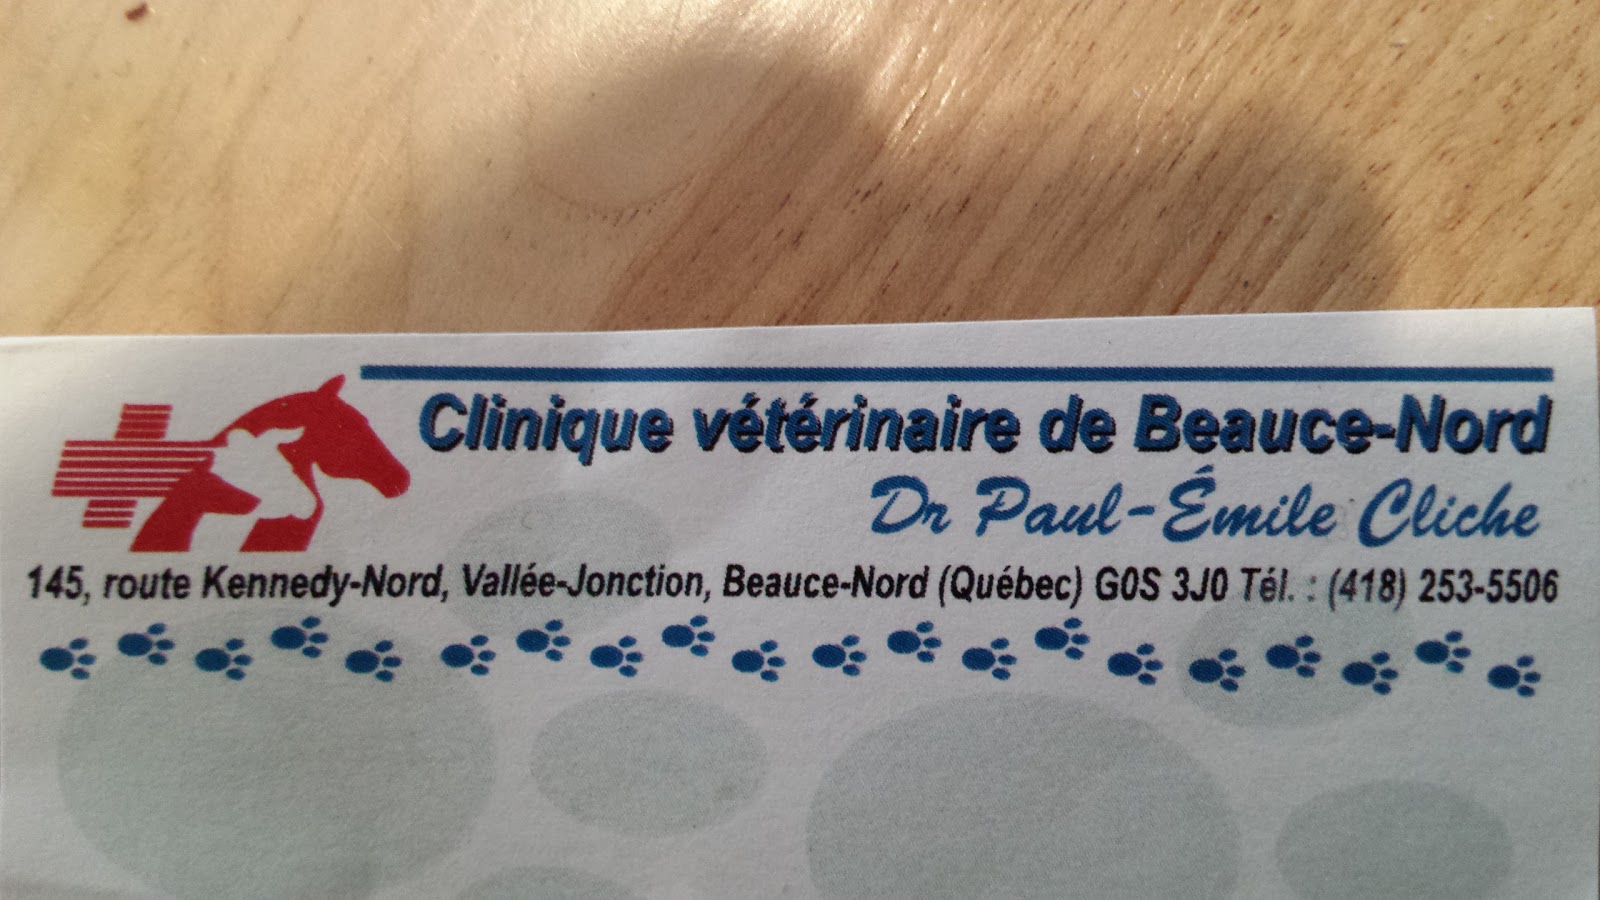 Clinique vétérinaire de Beauce-Nord
Dr Paul-Émile Cliche
145, route Kennedy-Nord, Vallée-Jonction, Beauce-Nord (Québec) G0S 3J0 Tél. : (418) 253-5506